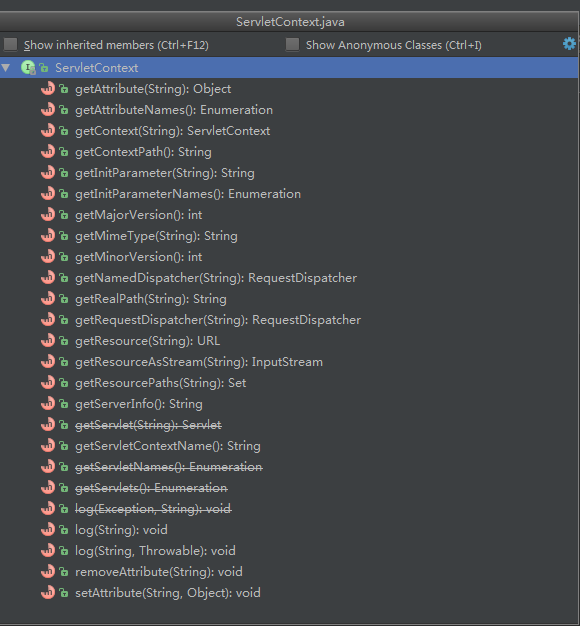 ServletContext.java
Show inherited members (Ctrl+F12) Show Anonymous Classes (Ctrl+I)
ServletContext
getAttribute(String): Object
getAttributeNames(): Enumeration
getContext(String): ServletContext
getContextPath(): String
getInitParameter(String): String
getInitParameterNames(): Enumeration
getMajorVersion(): int
getMimeType(String): String
getMinorVersion(): int
getNamedDispatcher(String): RequestDispatcher
getRealPath(String): String
getRequestDispatcher(String): RequestDispatcher
getResource(String): URL
getResourceAsStream(String): InputStream
getResourcePaths(String): Set
getServerInfo(): String
getServlet(String): Servlet
getServletContextName(): String
getServletNames(): Enumeration
getServlets(): Enumeration
log(Exception, String): void
log(String): void
log(String, Throwable): void
removeAttribute(String): void
setAttribute(String, Object): void